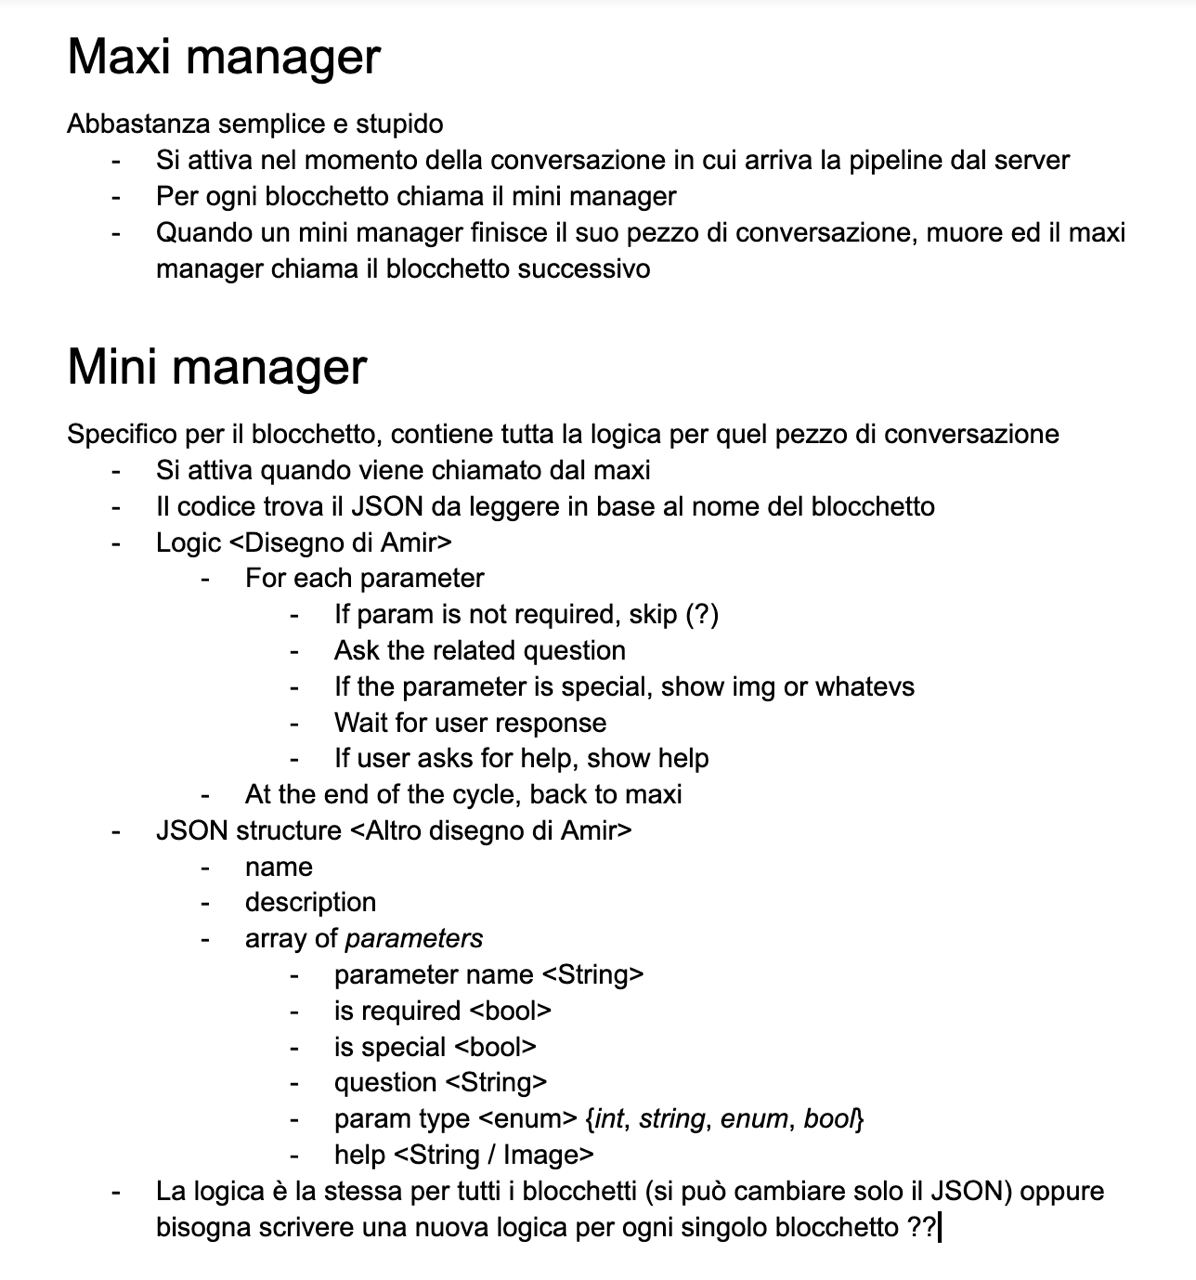 Maxi manager
Abbastanza semplice e stupido
- Si attiva nel momento della conversazione in cui arriva la pipeline dal server
- Per ogni blocchetto chiama il mini manager
- Quando un mini manager finisce il suo pezzo di conversazione, muore ed il maxi
manager chiama il blocchetto successivo
Mini manager
Specifico per il blocchetto, contiene tutta la logica per quel pezzo di conversazione
- Si attiva quando viene chiamato dal maxi
- Il codice trova il JSON da leggere in base al nome del blocchetto
- Logic <Disegno di Amir>
- For each parameter
- If param is not required, skip (?)
- Ask the related question
- If the parameter is special, show img or whatevs
- Wait for user response
- If user asks for help, show help
- At the end of the cycle, back to maxi
- JSON structure <Altro disegno di Amir>
- name
- description
- array of parameters
- parameter name <String>
- is required <bool>
- is special <bool>
- question <String>
- param type <enum> {int, string, enum, bool}
- help <String / Image>
- La logica è la stessa per tutti i blocchetti (si può cambiare solo il JSON) oppure
bisogna scrivere una nuova logica per ogni singolo blocchetto ??